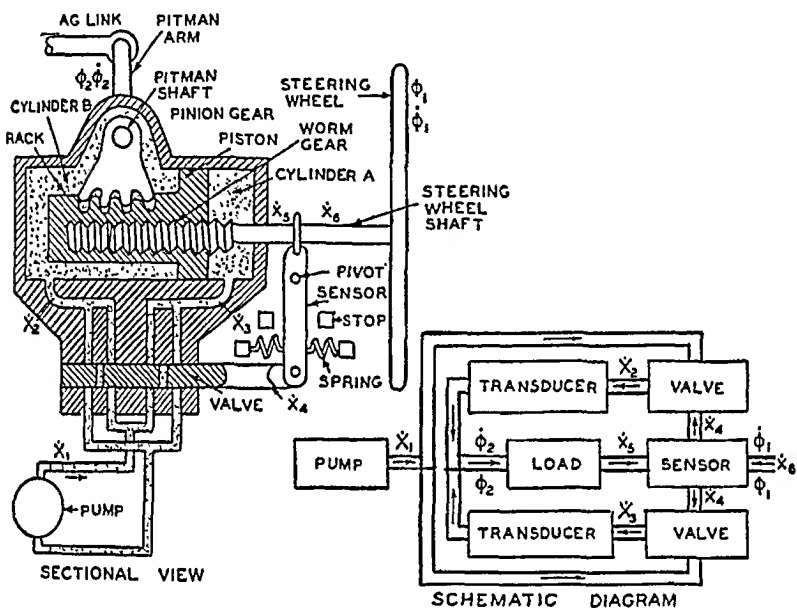 AG LINK
PITMAN
ARM
ϕ₂ ϕ̇₂
PITMAN
SHAFT
CYLINDER B
PINION GEAR
RACK
PISTON
STEERING
WHEEL
ϕ₁
ϕ̇₁
WORM
GEAR
CYLINDER A
STEERING
WHEEL
SHAFT
Ẋ₅
Ẋ₆
PIVOT
SENSOR
STOP
SPRING
Ẋ₂
Ẋ₃
VALVE
Ẋ₄
Ẋ₁
PUMP
SECTIONAL VIEW
TRANSDUCER
Ẋ₂
VALVE
Ẋ₄
PUMP
Ẋ₁
ϕ̇₂
ϕ₂
LOAD
Ẋ₅
SENSOR
ϕ̇₁
Ẋ₆
ϕ₁
Ẋ₄
TRANSDUCER
Ẋ₃
VALVE
SCHEMATIC DIAGRAM